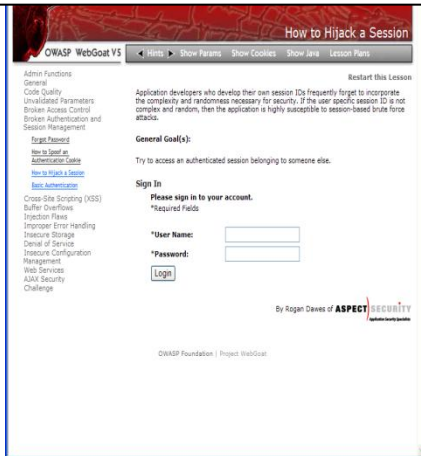 How to Hijack a Session
OWASP WebGoat V5
Hints Show Params Show Cookies Show Java Lesson Plans
Admin Functions
General
Code Quality
Unvalidated Parameters
Broken Access Control
Broken Authentication and
Session Management
Forgot Password
How to Spoof an
Authentication Cookie
How to Hijack a Session
Basic Authentication
Cross-Site Scripting (XSS)
Buffer Overflows
Injection Flaws
Improper Error Handling
Insecure Storage
Denial of Service
Insecure Configuration
Management
Web Services
AJAX Security
Challenge
Restart this Lesson
Application developers who develop their own session IDs frequently forget to incorporate
the complexity and randomness necessary for security. If the user specific session ID is not
complex and random, then the application is highly susceptible to session-based brute force
attacks.
General Goal(s):
Try to access an authenticated session belonging to someone else.
Sign In
Please sign in to your account.
*Required Fields
*User Name:
*Password:
Login
By Rogan Dawes of ASPECT SECURITY
Application Security Specialists
OWASP Foundation | Project WebGoat